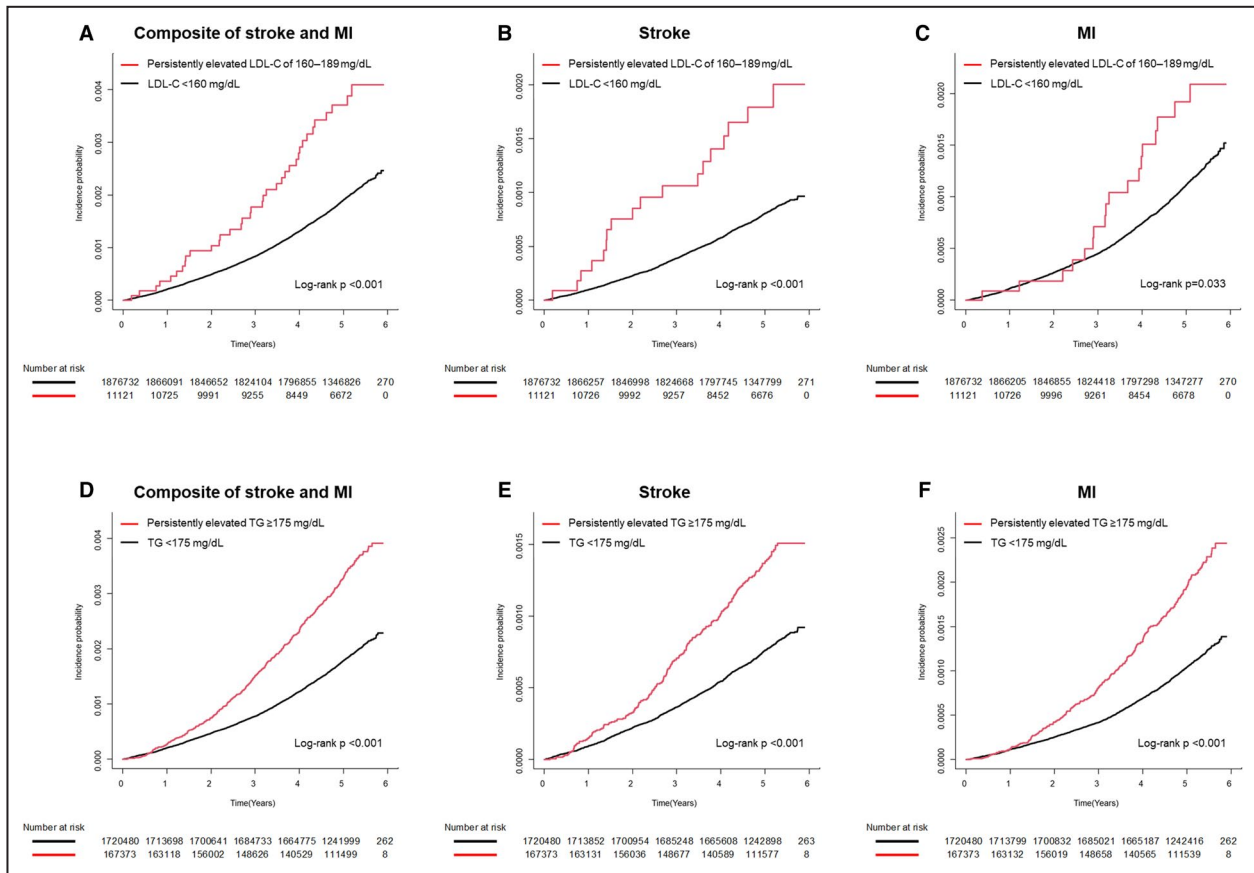 A Composite of stroke and MI
Persistently elevated LDL-C of 160–189 mg/dL
LDL-C <160 mg/dL
Incidence probability
0.004
0.003
0.002
0.001
0.000
Log-rank p <0.001
0 1 2 3 4 5 6
Time(Years)
Number at risk
1876732 1866091 1846652 1824104 1796855 1346826 270
11121 10725 9991 9255 8449 6672 0
B Stroke
Persistently elevated LDL-C of 160–189 mg/dL
LDL-C <160 mg/dL
Incidence probability
0.0020
0.0015
0.0010
0.0005
0.0000
Log-rank p <0.001
0 1 2 3 4 5 6
Time(Years)
1876732 1866257 1846998 1824668 1797745 1347799 271
11121 10726 9992 9257 8452 6676 0
C MI
Persistently elevated LDL-C of 160–189 mg/dL
LDL-C <160 mg/dL
Incidence probability
0.0020
0.0015
0.0010
0.0005
0.0000
Log-rank p=0.033
0 1 2 3 4 5 6
Time(Years)
Number at risk
1876732 1866205 1846855 1824418 1797298 1347277 270
11121 10726 9996 9261 8454 6678 0
D Composite of stroke and MI
Persistently elevated TG ≥175 mg/dL
TG <175 mg/dL
Incidence probability
0.004
0.003
0.002
0.001
0.000
Log-rank p <0.001
0 1 2 3 4 5 6
Time(Years)
Number at risk
1720480 1713698 1700641 1684733 1664775 1241999 262
167373 163118 156002 148626 140529 111499 8
E Stroke
Persistently elevated TG ≥175 mg/dL
TG <175 mg/dL
Incidence probability
0.0015
0.0010
0.0005
0.0000
Log-rank p <0.001
0 1 2 3 4 5 6
Time(Years)
Number at risk
1720480 1713852 1700954 1685248 1665608 1242898 263
167373 163131 156036 148677 140589 111577 8
F MI
Persistently elevated TG ≥175 mg/dL
TG <175 mg/dL
Incidence probability
0.0025
0.0020
0.0015
0.0010
0.0005
0.0000
Log-rank p <0.001
0 1 2 3 4 5 6
Time(Years)
Number at risk
1720480 1713799 1700832 1685021 1665187 1242416 262
167373 163132 156019 148658 140565 111539 8